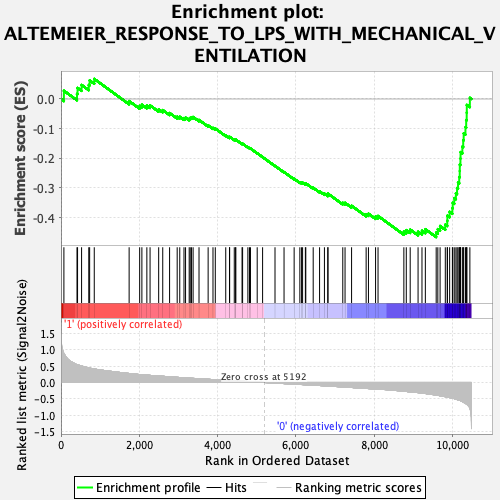 Enrichment plot:
ALTEMEIER_RESPONSE_TO_LPS_WITH_MECHANICAL_V
ENTILATION
Enrichment score (ES)
0.1
0.0
-0.1
-0.2
-0.3
-0.4
'1' (positively correlated)
Ranked list metric (Signal2Noise)
1.5
1.0
0.5
0.0
-0.5
-1.0
-1.5
Zero cross at 5192
'0' (negatively correlated)
0
2,000
4,000
6,000
8,000
10,000
Rank in Ordered Dataset
Enrichment profile
Hits
Ranking metric scores